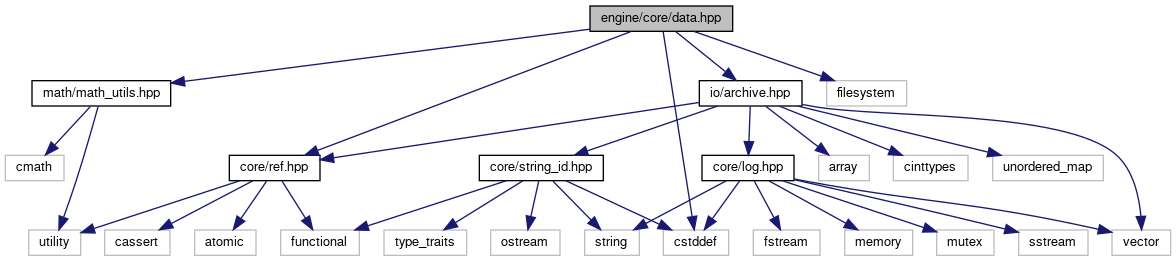 engine/core/data.hpp
math/math_utils.hpp
io/archive.hpp
filesystem
cmath
core/ref.hpp
core/string_id.hpp
core/log.hpp
array
cinttypes
unordered_map
utility
cassert
atomic
functional
type_traits
ostream
string
cstddef
fstream
memory
mutex
sstream
vector